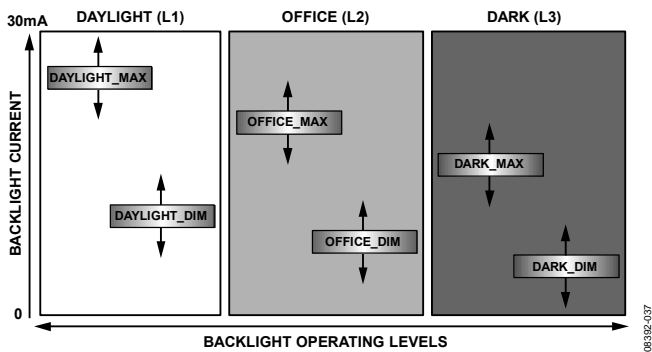 30mA
DAYLIGHT (L1)
OFFICE (L2)
DARK (L3)
BACKLIGHT CURRENT
DAYLIGHT_MAX
OFFICE_MAX
DARK_MAX
DAYLIGHT_DIM
OFFICE_DIM
DARK_DIM
0
BACKLIGHT OPERATING LEVELS
08392-037